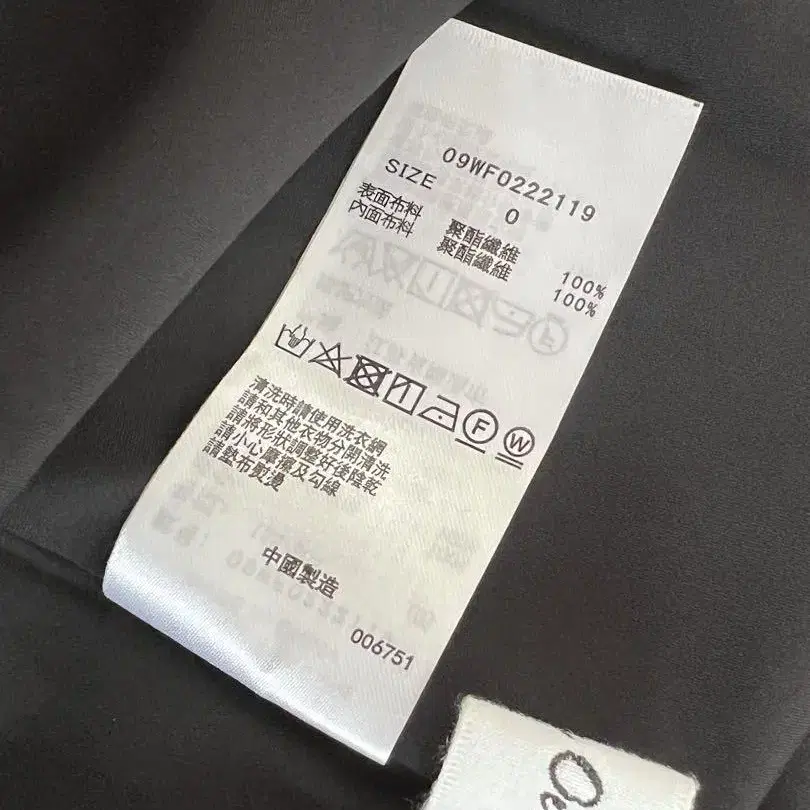 09WF0222119
SIZE 0
表面布料 聚酯纖維 100%
內面布料 聚酯纖維 100%
F W
清洗時請使用洗衣網
請和其他衣物分開清洗
請將形狀調整好後陰乾
請小心摩擦及勾線
請墊布熨燙
中國製造
006751